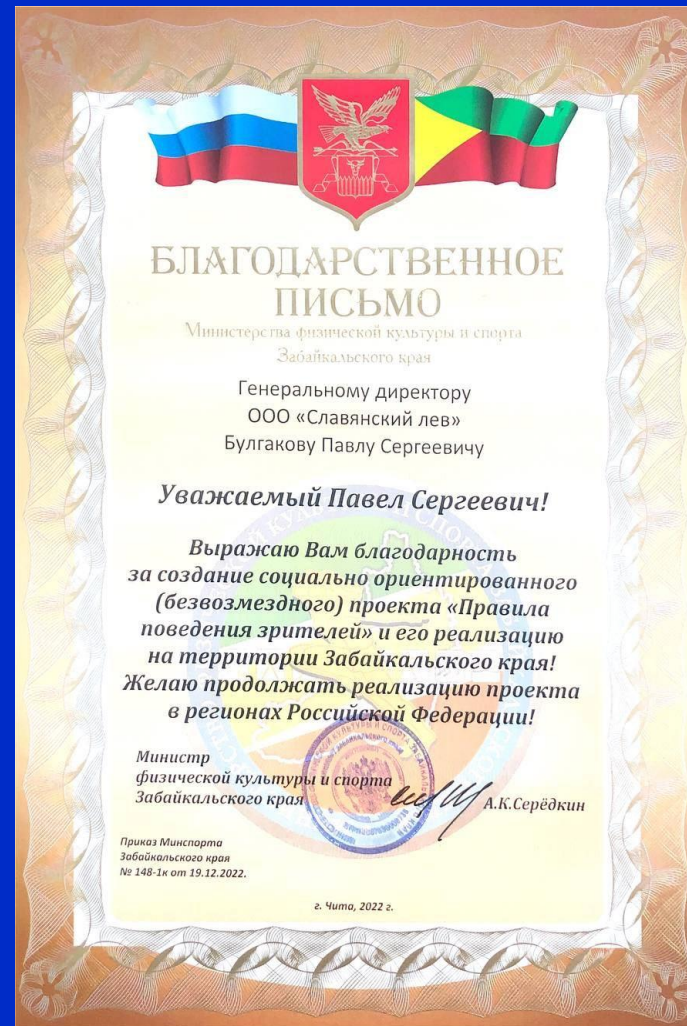 БЛАГОДАРСТВЕННОЕ
ПИСЬМО
Министерства физической культуры и спорта
Забайкальского края
Генеральному директору
ООО «Славянский лев»
Булгакову Павлу Сергеевичу
Уважаемый Павел Сергеевич!
Выражаю Вам благодарность
за создание социально ориентированного
(безвозмездного) проекта «Правила
поведения зрителей» и его реализацию
на территории Забайкальского края!
Желаю продолжать реализацию проекта
в регионах Российской Федерации!
Министр
физической культуры и спорта
Забайкальского края
А.К.Серёдкин
Приказ Минспорта
Забайкальского края
№ 148-1к от 19.12.2022.
г. Чита, 2022 г.